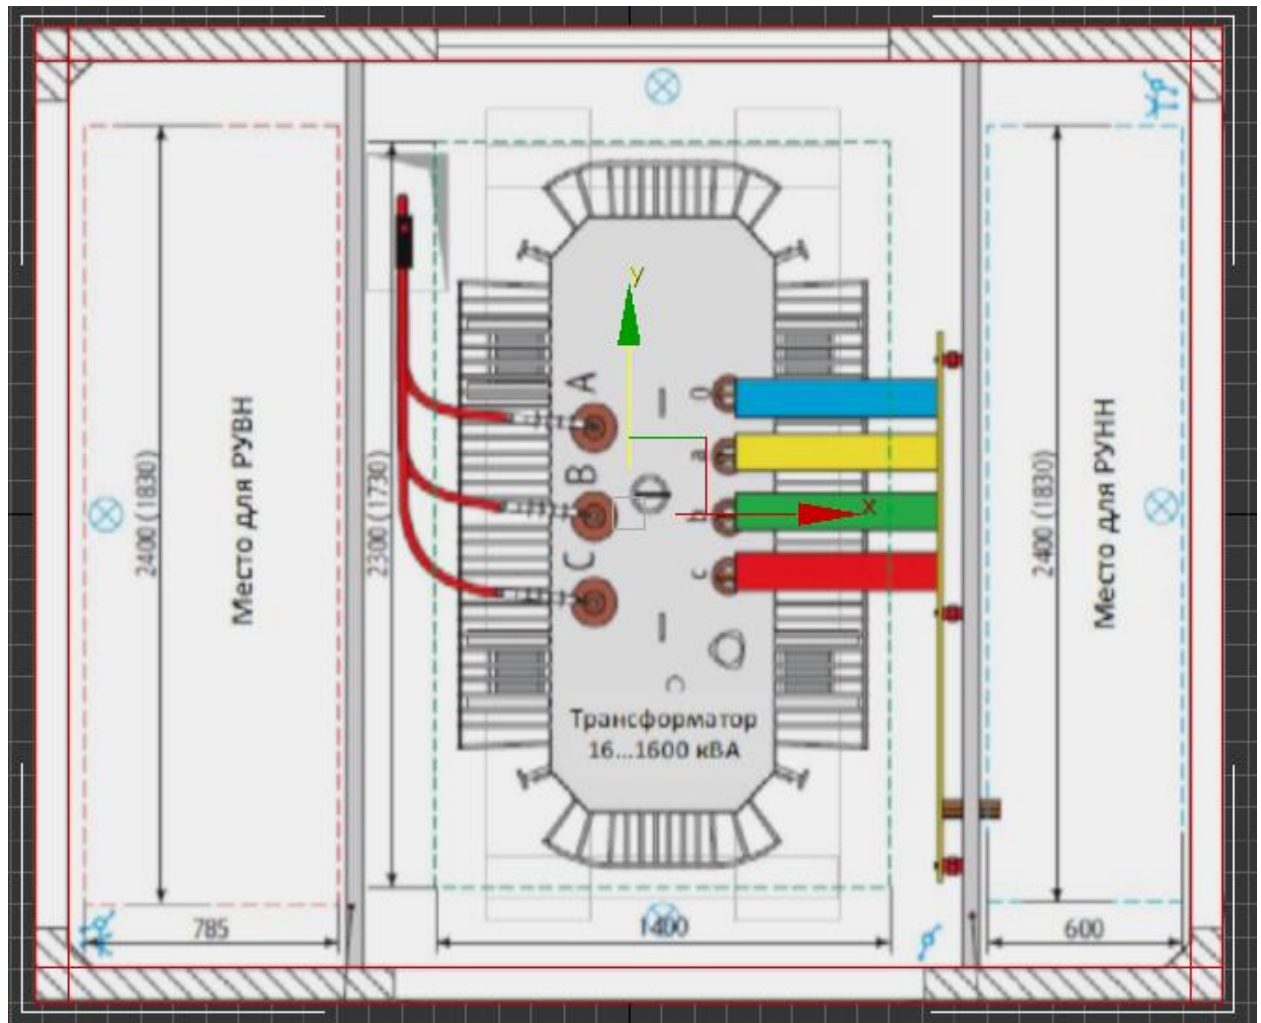 y
A
0
2400 (1830)
Место для РУВН
2300 (1730)
a
B
x
2400 (1830)
Место для РУНН
b
C
c
Трансформатор
16...1600 кВА
785
1400
600